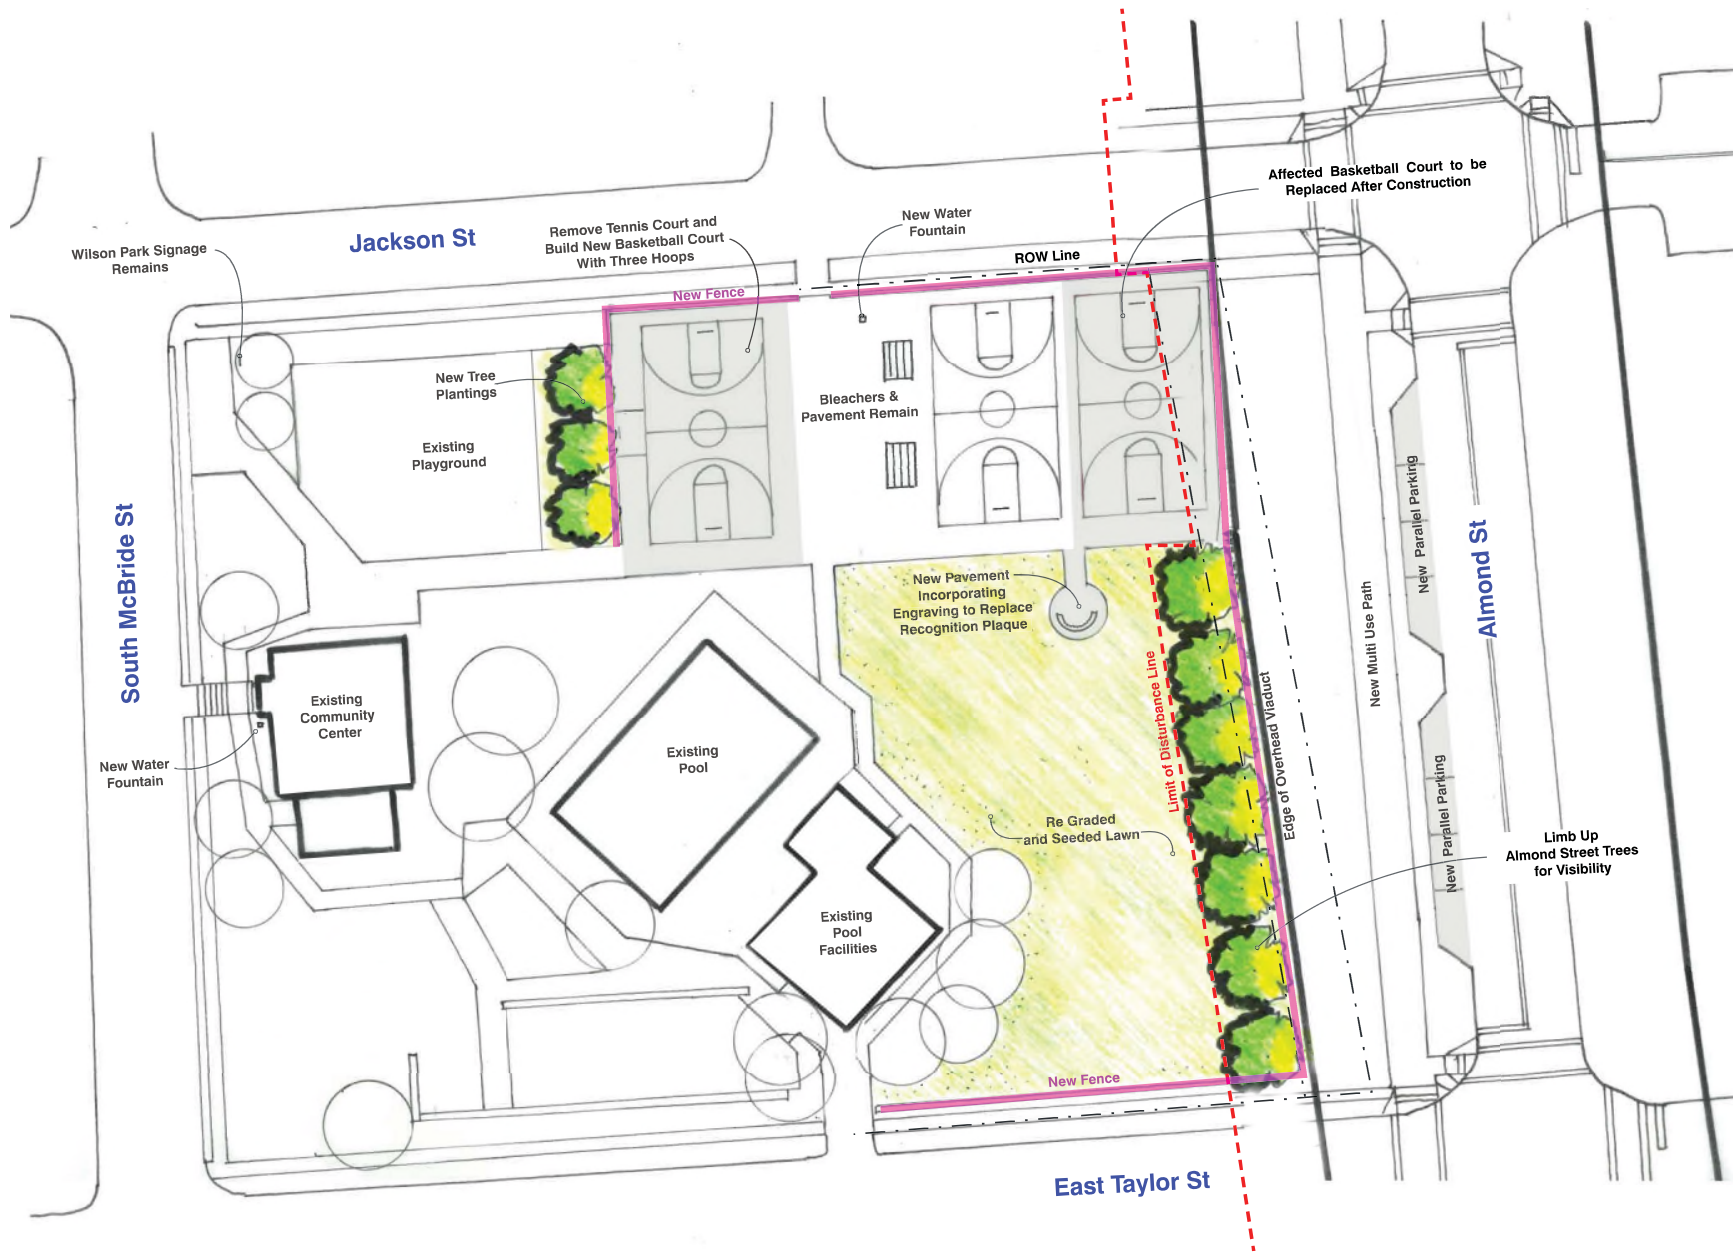 Affected Basketball Court to be
Replaced After Construction
Jackson St
Wilson Park Signage
Remains
Remove Tennis Court and
Build New Basketball Court
With Three Hoops
New Water
Fountain
ROW Line
New Fence
New Tree
Plantings
Bleachers &
Pavement Remain
Existing
Playground
South McBride St
New Parallel Parking
Almond St
New Multi Use Path
New Pavement
Incorporating
Engraving to Replace
Recognition Plaque
Limit of Disturbance Line
Edge of Overhead Viaduct
Existing
Community
Center
New Water
Fountain
Existing
Pool
Re Graded
and Seeded Lawn
New Parallel Parking
Limb Up
Almond Street Trees
for Visibility
Existing
Pool
Facilities
New Fence
East Taylor St